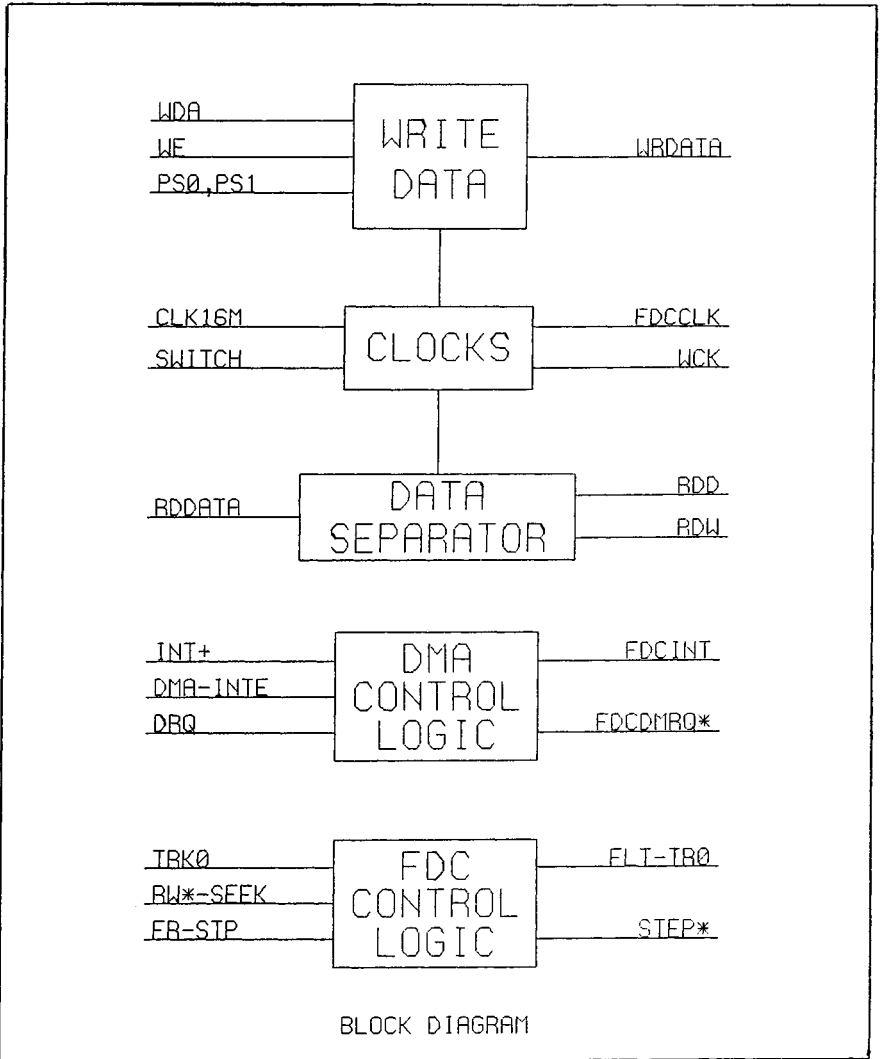 WDA
WE
PS0,PS1
WRITE
DATA
WRDATA
CLK16M
SWITCH
CLOCKS
FDCCLK
WCK
RDDATA
DATA
SEPARATOR
RDD
RDW
INT+
DMA-INTE
DRQ
DMA
CONTROL
LOGIC
FDCINT
FDCDMRQ*
TRK0
RW*-SEEK
FR-STP
FDC
CONTROL
LOGIC
FLT-TR0
STEP*
BLOCK DIAGRAM